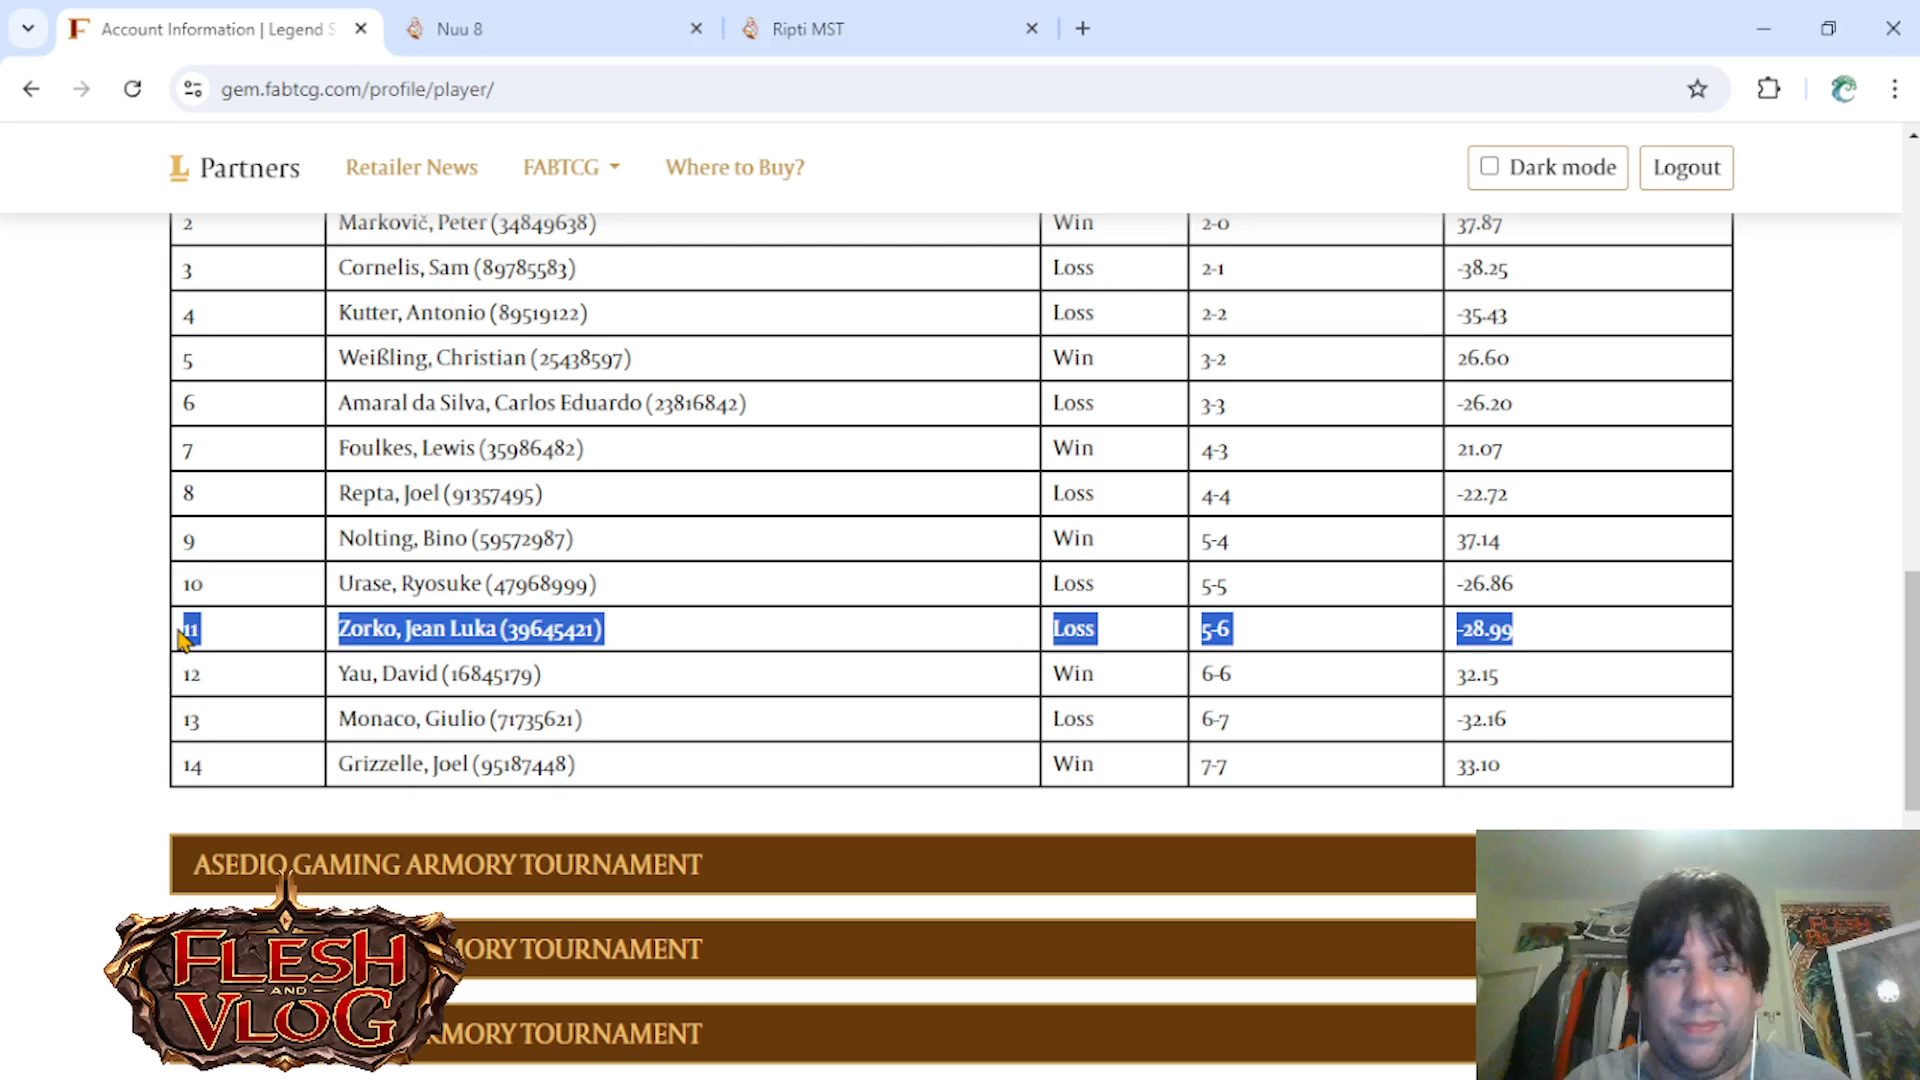 Account Information | Legend S
Nuu 8
Ripti MST
gem.fabtcg.com/profile/player/
L Partners
Retailer News
FABTCG
Where to Buy?
Dark mode
Logout
2 Markovič, Peter (34849638) Win 2-0 37.87
3 Cornelis, Sam (89785583) Loss 2-1 -38.25
4 Kutter, Antonio (89519122) Loss 2-2 -35.43
5 Weißling, Christian (25438597) Win 3-2 26.60
6 Amaral da Silva, Carlos Eduardo (23816842) Loss 3-3 -26.20
7 Foulkes, Lewis (35986482) Win 4-3 21.07
8 Repta, Joel (91357495) Loss 4-4 -22.72
9 Nolting, Bino (59572987) Win 5-4 37.14
10 Urase, Ryosuke (47968999) Loss 5-5 -26.86
11 Zorko, Jean Luka (39645421) Loss 5-6 -28.99
12 Yau, David (16845179) Win 6-6 32.15
13 Monaco, Giulio (71735621) Loss 6-7 -32.16
14 Grizzelle, Joel (95187448) Win 7-7 33.10
ASEDIO GAMING ARMORY TOURNAMENT
MORY TOURNAMENT
RMORY TOURNAMENT
FLESH
AND
VLOG